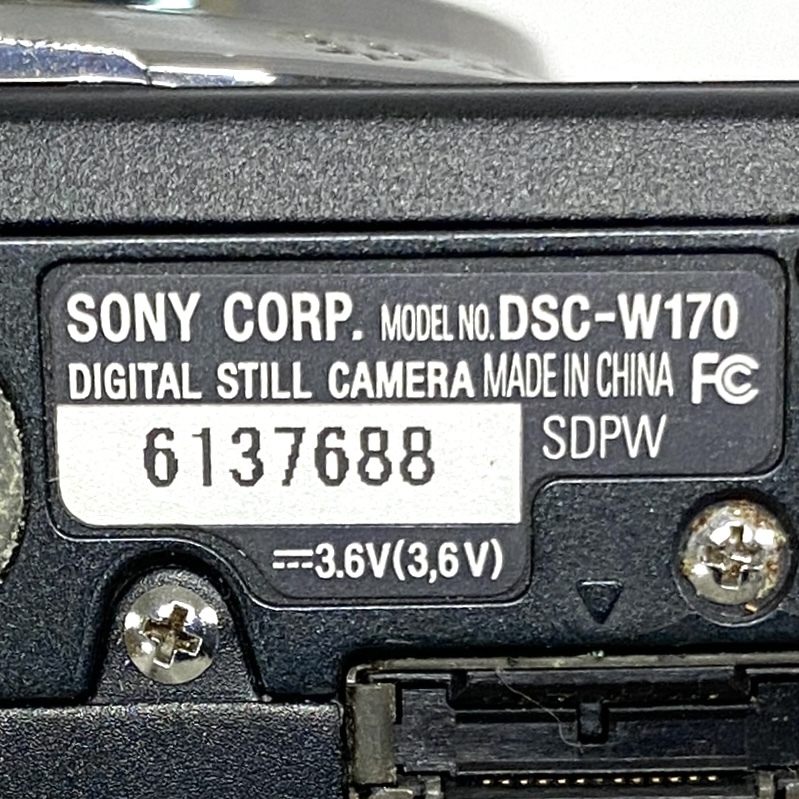 SONY CORP. MODEL NO. DSC-W170
DIGITAL STILL CAMERA MADE IN CHINA FC
6137688 SDPW
⎓3.6V(3,6V)